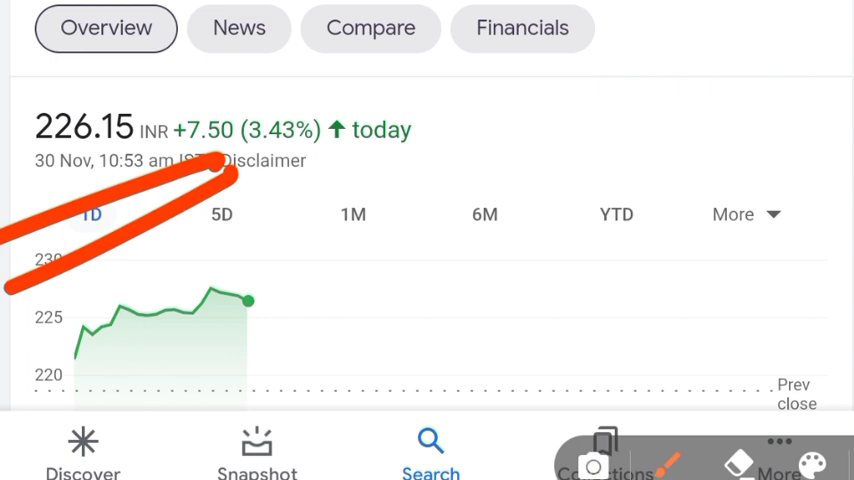 Overview News Compare Financials
226.15 INR +7.50 (3.43%) today
30 Nov, 10:53 am Disclaimer
1D 5D 1M 6M YTD More
230
225
220
Prev
close
Discover Snapshot Search Collections More